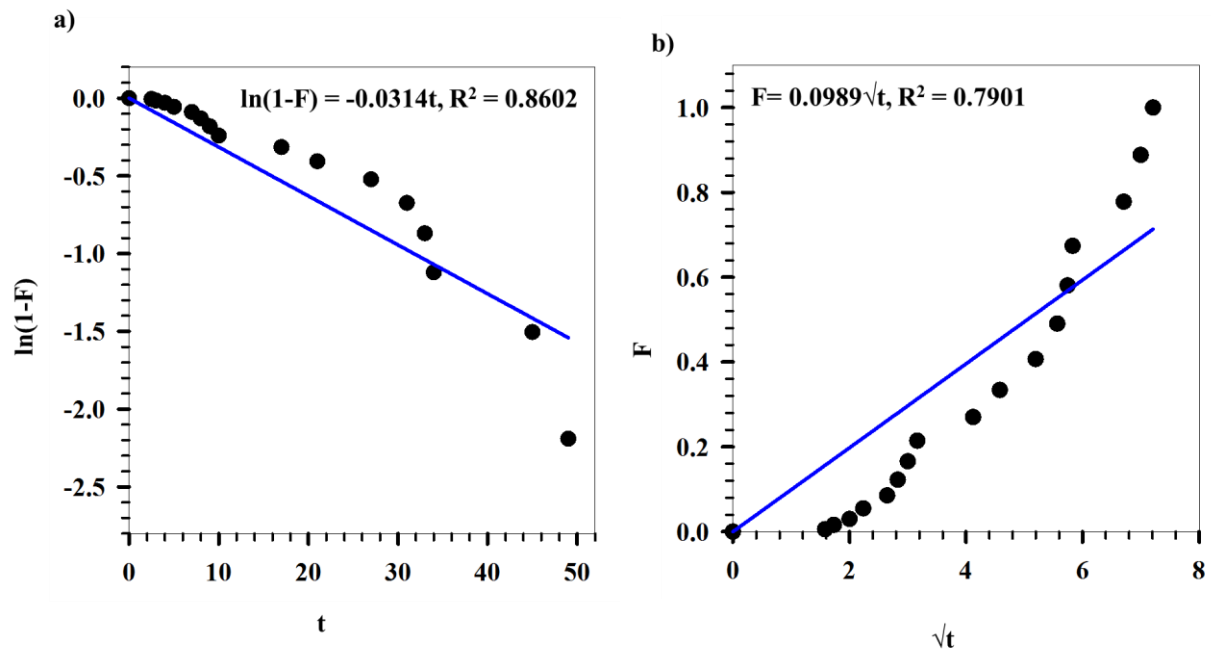 a)
ln(1-F) = -0.0314t, R² = 0.8602
0.0
-0.5
-1.0
-1.5
-2.0
-2.5
ln(1-F)
0 10 20 30 40 50
t
b)
F= 0.0989√t, R² = 0.7901
1.0
0.8
0.6
0.4
0.2
0.0
F
0 2 4 6 8
√t